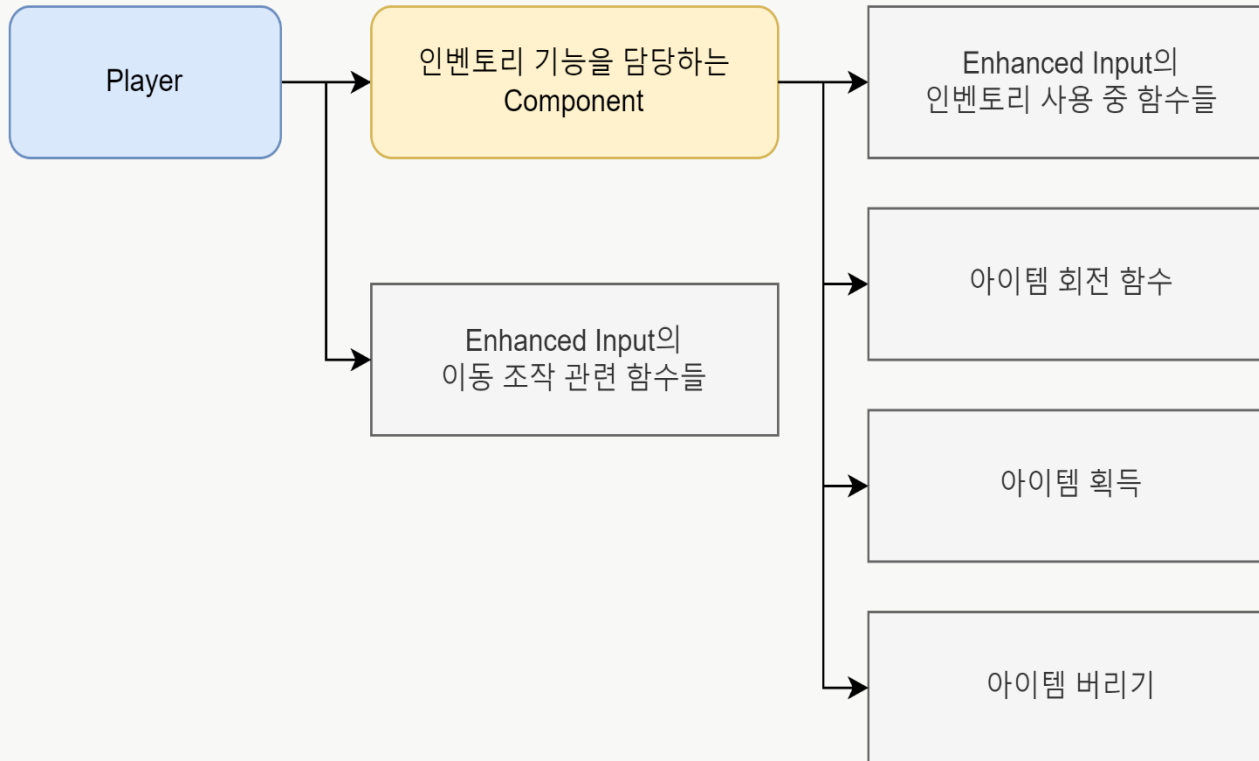 Player
인벤토리 기능을 담당하는
Component
Enhanced Input의
인벤토리 사용 중 함수들
Enhanced Input의
이동 조작 관련 함수들
아이템 회전 함수
아이템 획득
아이템 버리기